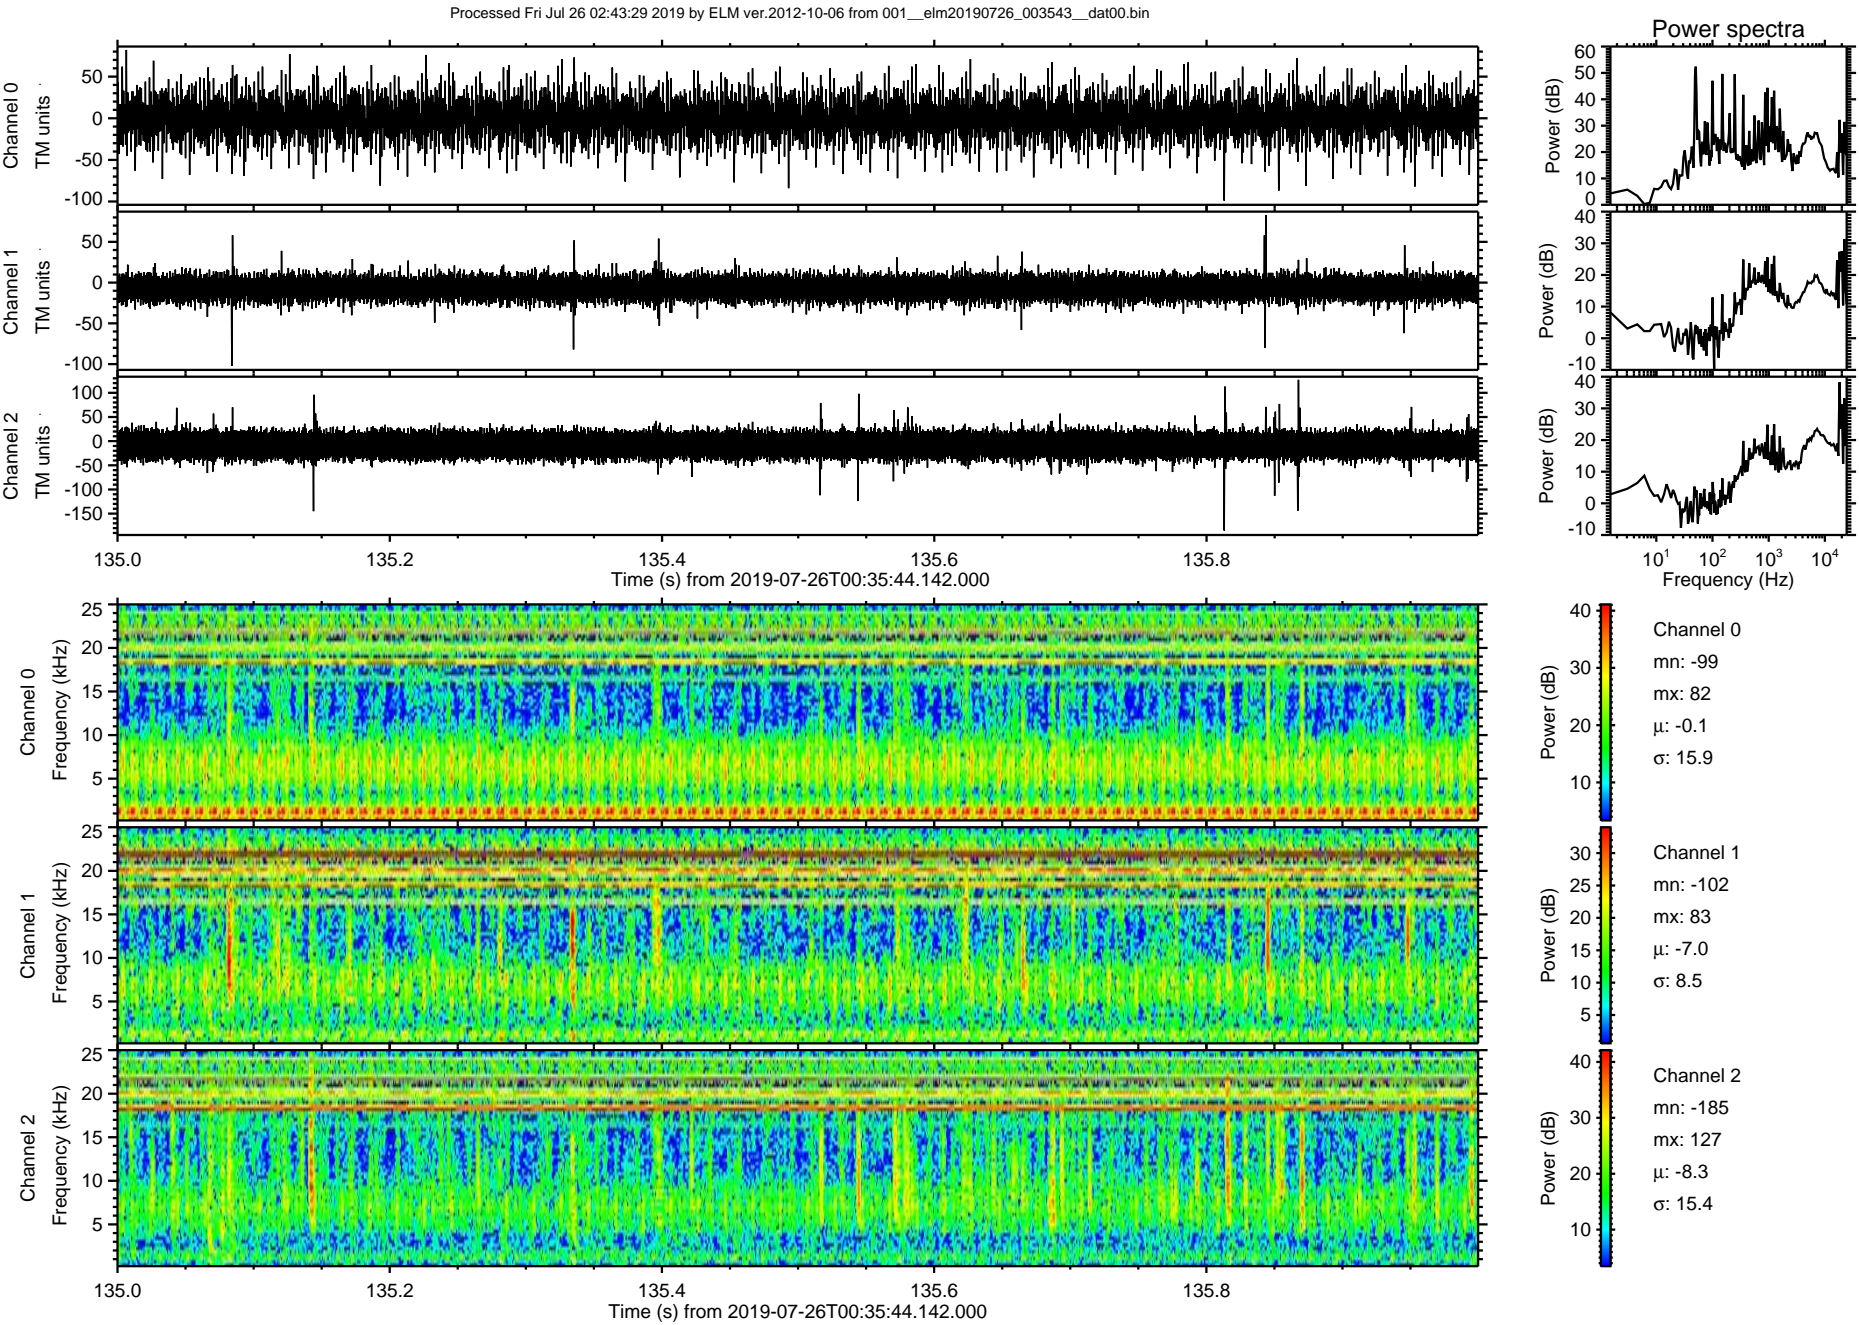 Processed Fri Jul 26 02:43:29 2019 by ELM ver.2012-10-06 from 001__elm20190726_003543__dat00.bin
Power spectra
Channel 0
TM units
50
0
-50
-100
Power (dB)
60
50
40
30
20
10
0
Channel 1
TM units
50
0
-50
-100
Power (dB)
40
30
20
10
0
-10
Channel 2
TM units
100
50
0
-50
-100
-150
Power (dB)
40
30
20
10
0
-10
135.0 135.2 135.4 135.6 135.8
Time (s) from 2019-07-26T00:35:44.142.000
10¹ 10² 10³ 10⁴
Frequency (Hz)
Channel 0
Frequency (kHz)
25
20
15
10
5
Power (dB)
40
30
20
10
Channel 0
mn: -99
mx: 82
μ: -0.1
σ: 15.9
Channel 1
Frequency (kHz)
25
20
15
10
5
Power (dB)
30
25
20
15
10
5
Channel 1
mn: -102
mx: 83
μ: -7.0
σ: 8.5
Channel 2
Frequency (kHz)
25
20
15
10
5
Power (dB)
40
30
20
10
Channel 2
mn: -185
mx: 127
μ: -8.3
σ: 15.4
135.0 135.2 135.4 135.6 135.8
Time (s) from 2019-07-26T00:35:44.142.000